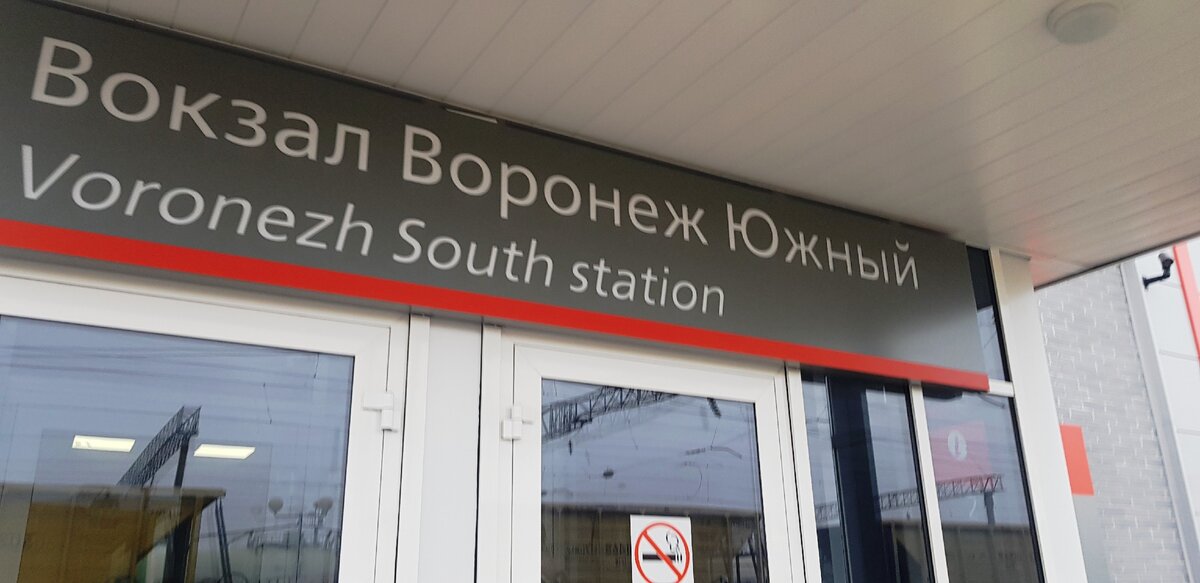 Вокзал Воронеж Южный
Voronezh South station